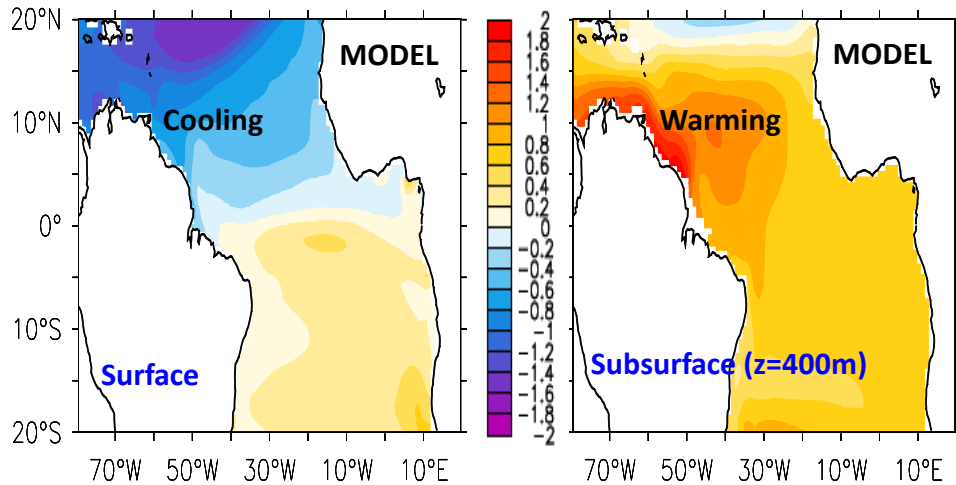 20°N
10°N
0°
10°S
20°S
MODEL
Cooling
Surface
70°W 50°W 30°W 10°W 10°E
2
1.8
1.6
1.4
1.2
1
0.8
0.6
0.4
0.2
0
−0.2
−0.4
−0.6
−0.8
−1
−1.2
−1.4
−1.6
−1.8
−2
MODEL
Warming
Subsurface (z=400m)
70°W 50°W 30°W 10°W 10°E